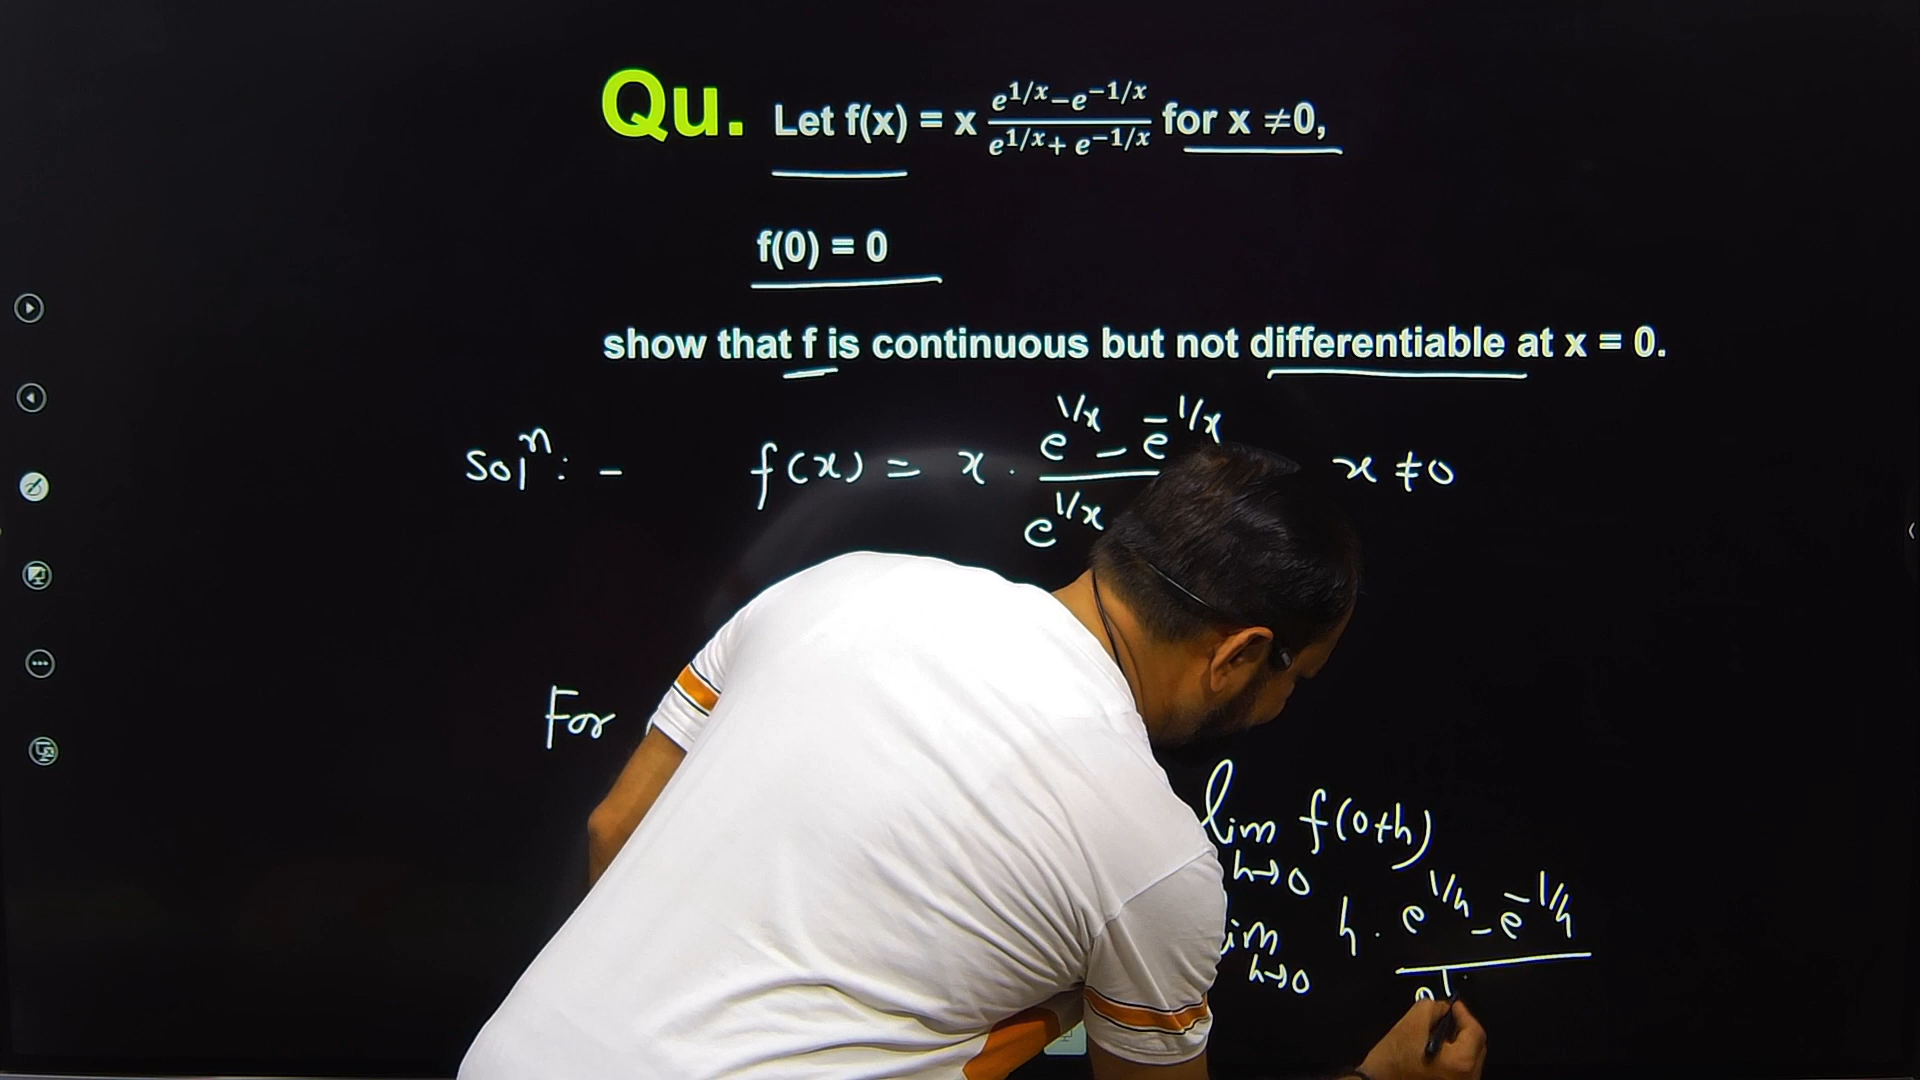 Qu. Let f(x) = x (e^{1/x} – e^{-1/x}) / (e^{1/x} + e^{-1/x}) for x ≠0,
f(0) = 0
show that f is continuous but not differentiable at x = 0.
Sol^n : - f(x) = x · (e^{1/x} - e^{-1/x}) / e^{1/x} x ≠ 0
For
lim h→0 f(0+h)
lim h→0 h · (e^{1/h} - e^{-1/h}) / e